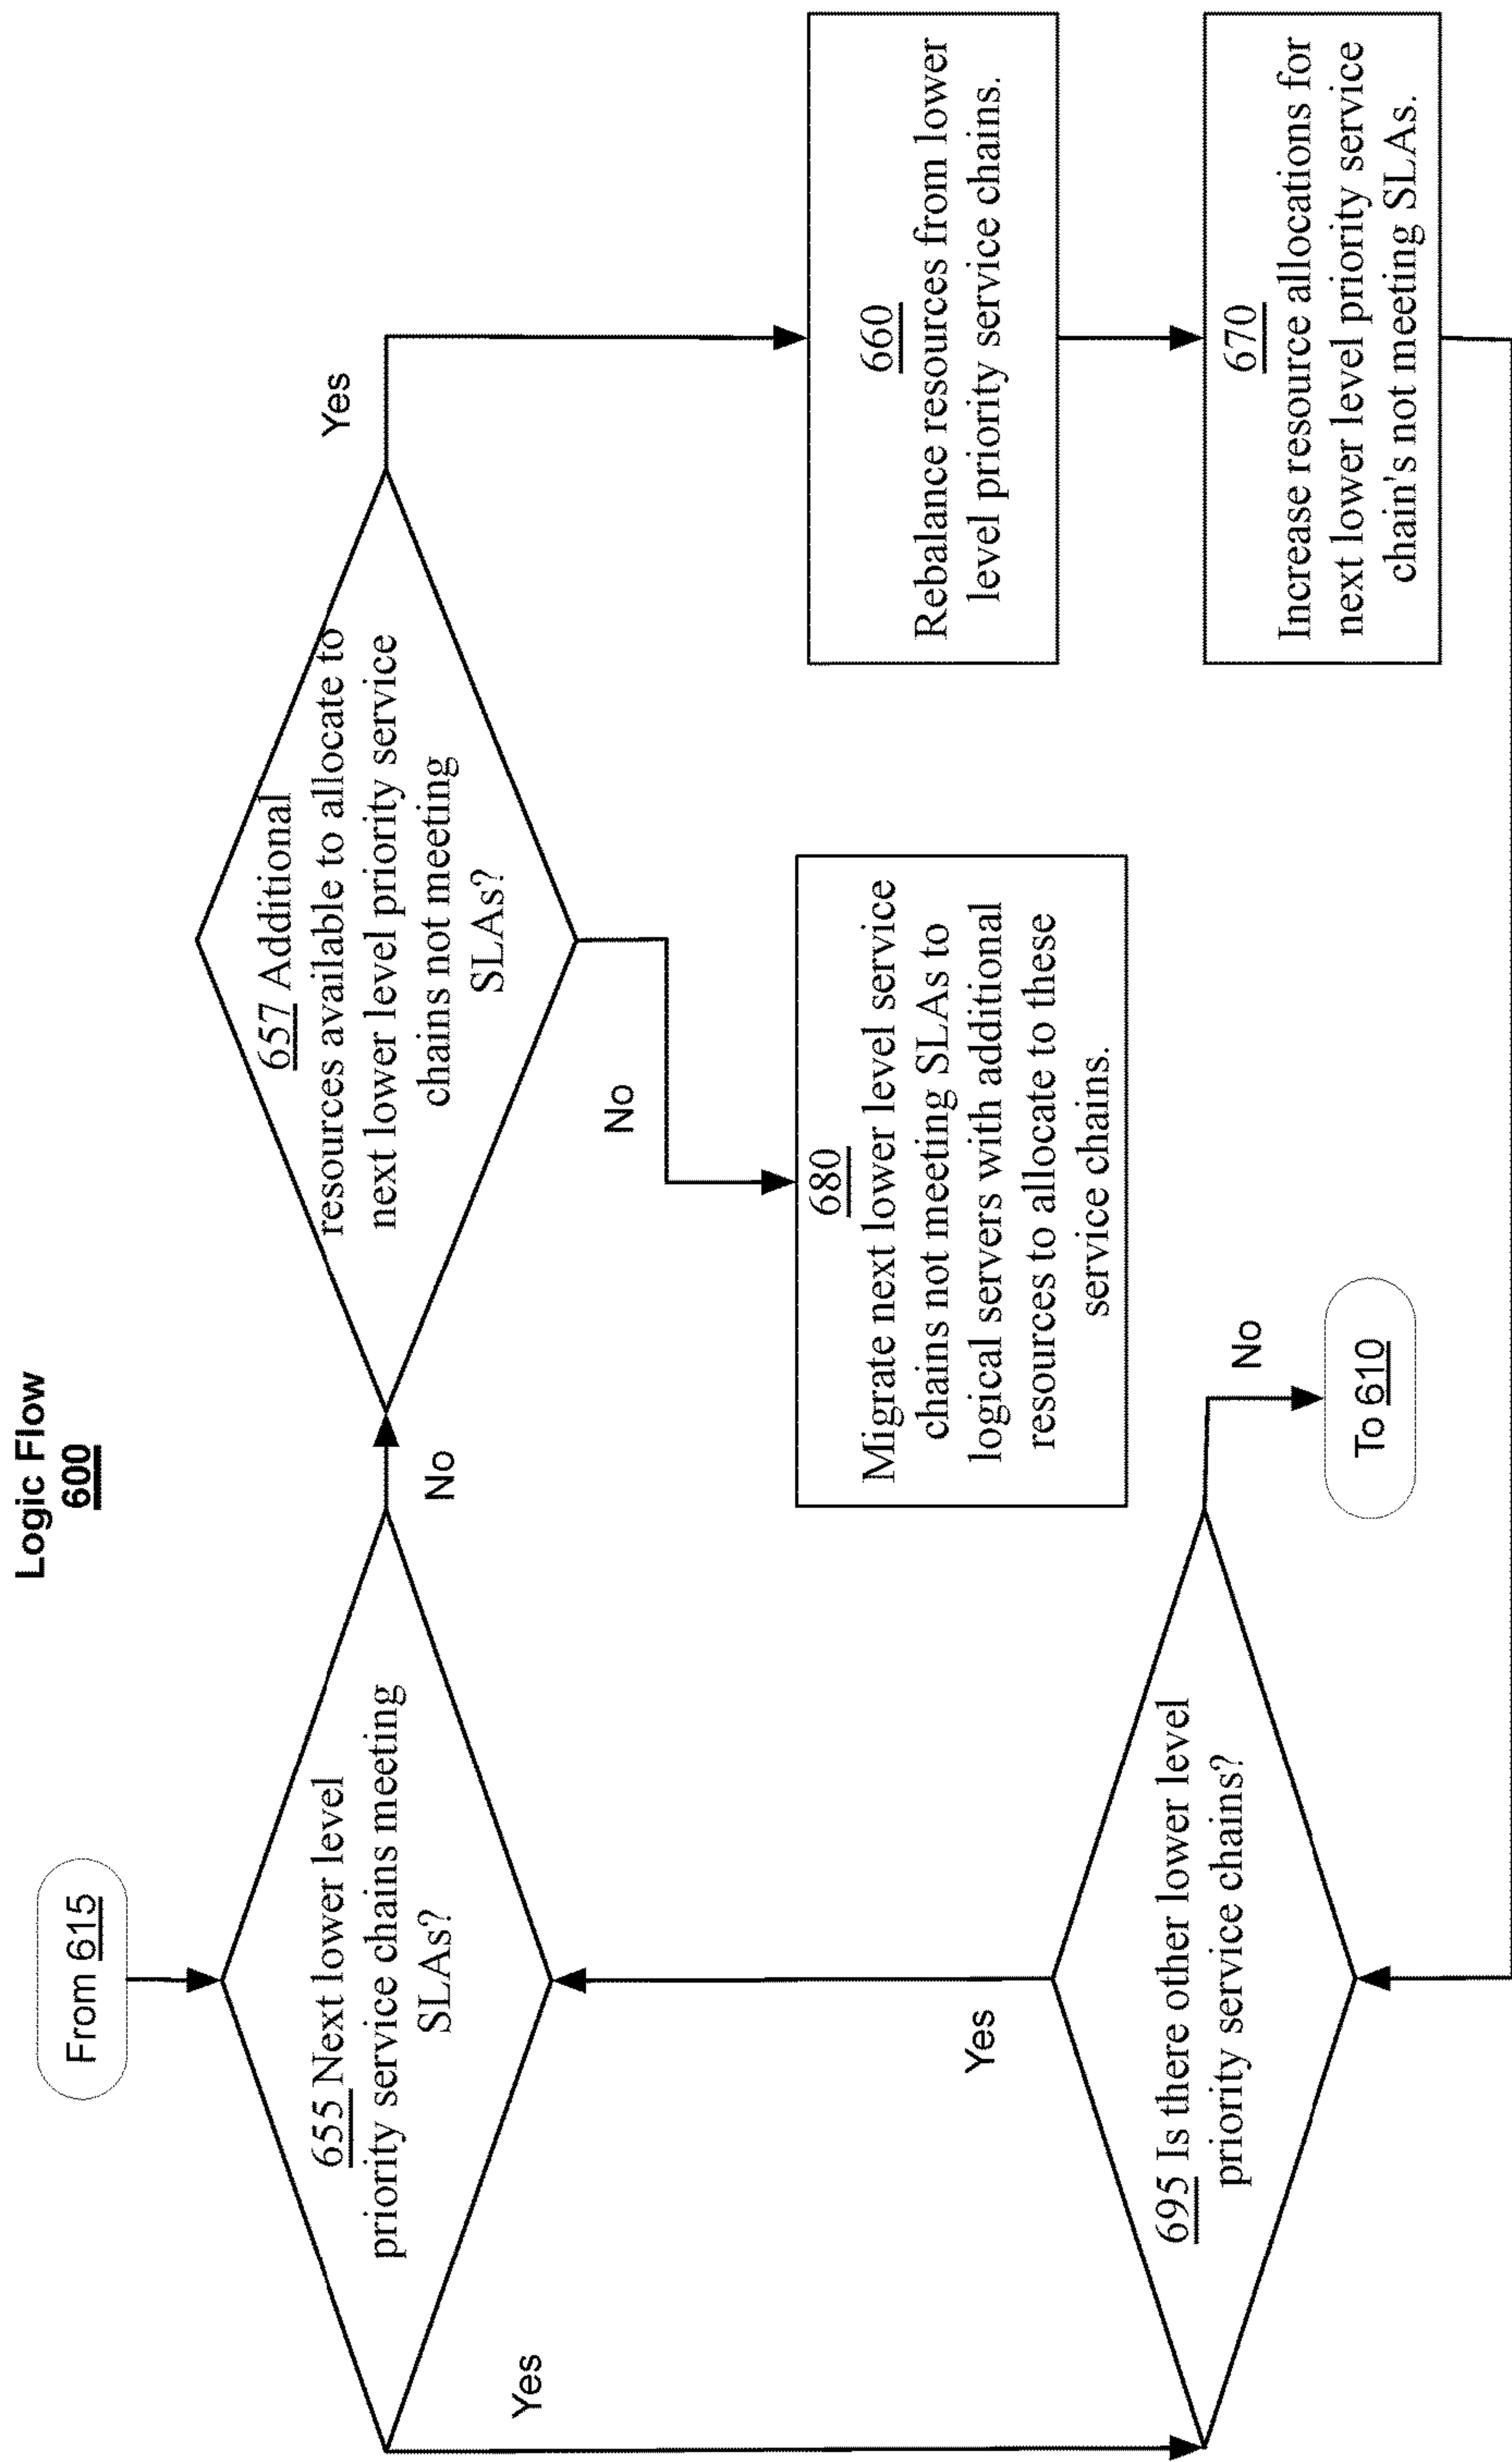 Logic Flow
600
From 615
655 Next lower level
priority service chains meeting
SLAs?
Yes
No
657 Additional
resources available to allocate to
next lower level priority service
chains not meeting
SLAs?
Yes
No
660
Rebalance resources from lower
level priority service chains.
680
Migrate next lower level service
chains not meeting SLAs to
logical servers with additional
resources to allocate to these
service chains.
670
Increase resource allocations for
next lower level priority service
chain's not meeting SLAs.
695 Is there other lower level
priority service chains?
Yes
No
To 610